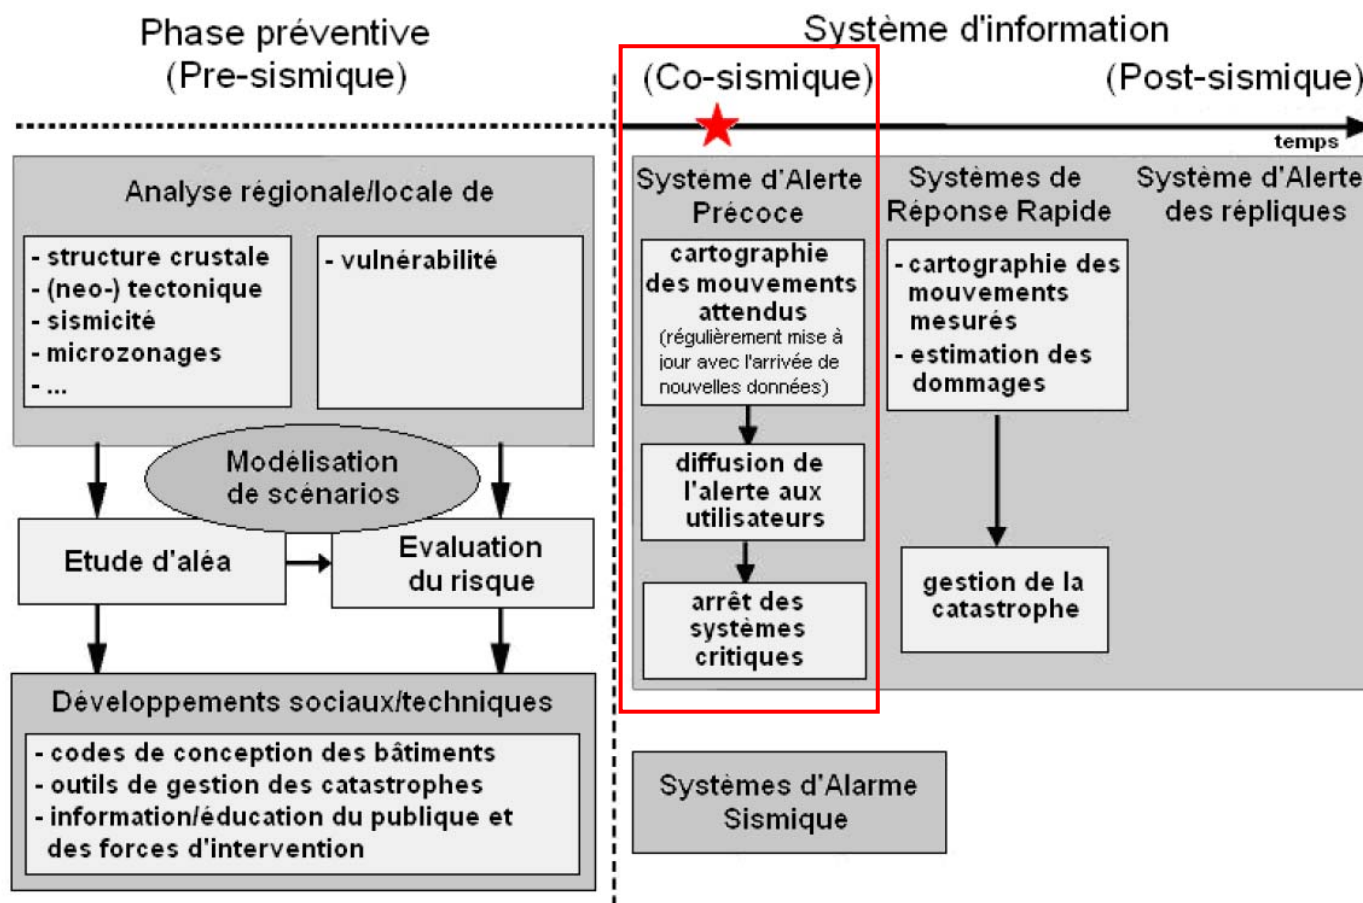 Phase préventive
(Pre-sismique)
Système d'information
(Co-sismique)
(Post-sismique)
temps
Analyse régionale/locale de
- structure crustale
- (neo-) tectonique
- sismicité
- microzonages
- ...
- vulnérabilité
Modélisation
de scénarios
Etude d'aléa
Evaluation
du risque
Développements sociaux/techniques
- codes de conception des bâtiments
- outils de gestion des catastrophes
- information/éducation du publique et
des forces d'intervention
Systéme d'Alerte
Précoce
cartographie
des mouvements
attendus
(régulièrement mise à
jour avec l'arrivée de
nouvelles données)
diffusion de
l'alerte aux
utilisateurs
arrêt des
systèmes
critiques
Systèmes de
Réponse Rapide
- cartographie des
mouvements
mesurés
- estimation des
dommages
gestion de la
catastrophe
Système d'Alerte
des répliques
Systèmes d'Alarme
Sismique